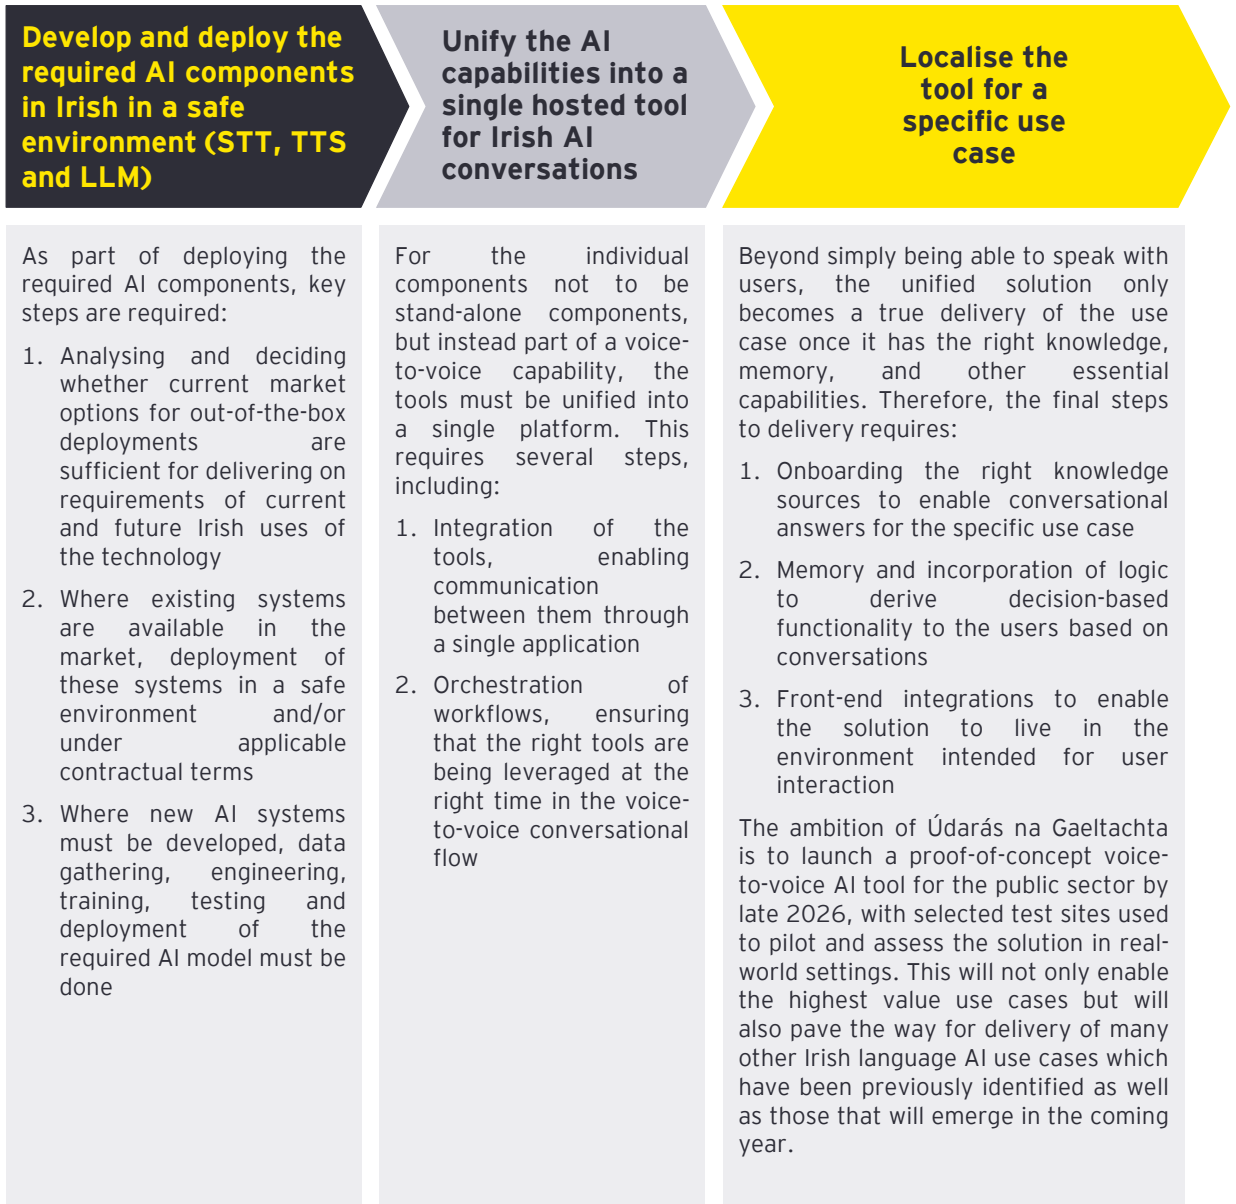 Develop and deploy the
required AI components
in Irish in a safe
environment (STT, TTS
and LLM)
Unify the AI
capabilities into a
single hosted tool
for Irish AI
conversations
Localise the
tool for a
specific use
case
As part of deploying the
required AI components, key
steps are required:
1. Analysing and deciding
whether current market
options for out-of-the-box
deployments are
sufficient for delivering on
requirements of current
and future Irish uses of
the technology
2. Where existing systems
are available in the
market, deployment of
these systems in a safe
environment and/or
under applicable
contractual terms
3. Where new AI systems
must be developed, data
gathering, engineering,
training, testing and
deployment of the
required AI model must be
done
For the individual
components not to be
stand-alone components,
but instead part of a voice-
to-voice capability, the
tools must be unified into
a single platform. This
requires several steps,
including:
1. Integration of the
tools, enabling
communication
between them through
a single application
2. Orchestration of
workflows, ensuring
that the right tools are
being leveraged at the
right time in the voice-
to-voice conversational
flow
Beyond simply being able to speak with
users, the unified solution only
becomes a true delivery of the use
case once it has the right knowledge,
memory, and other essential
capabilities. Therefore, the final steps
to delivery requires:
1. Onboarding the right knowledge
sources to enable conversational
answers for the specific use case
2. Memory and incorporation of logic
to derive decision-based
functionality to the users based on
conversations
3. Front-end integrations to enable
the solution to live in the
environment intended for user
interaction
The ambition of Údarás na Gaeltachta
is to launch a proof-of-concept voice-
to-voice AI tool for the public sector by
late 2026, with selected test sites used
to pilot and assess the solution in real-
world settings. This will not only enable
the highest value use cases but will
also pave the way for delivery of many
other Irish language AI use cases which
have been previously identified as well
as those that will emerge in the coming
year.